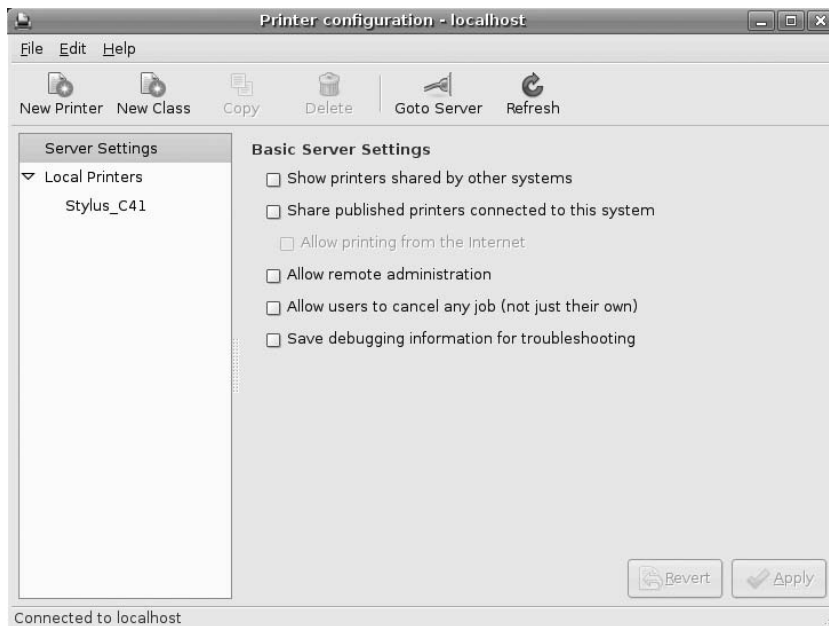 Printer configuration - localhost
File Edit Help
New Printer New Class Copy Delete Goto Server Refresh
Server Settings
Local Printers
Stylus_C41
Basic Server Settings
Show printers shared by other systems
Share published printers connected to this system
Allow printing from the Internet
Allow remote administration
Allow users to cancel any job (not just their own)
Save debugging information for troubleshooting
Revert Apply
Connected to localhost